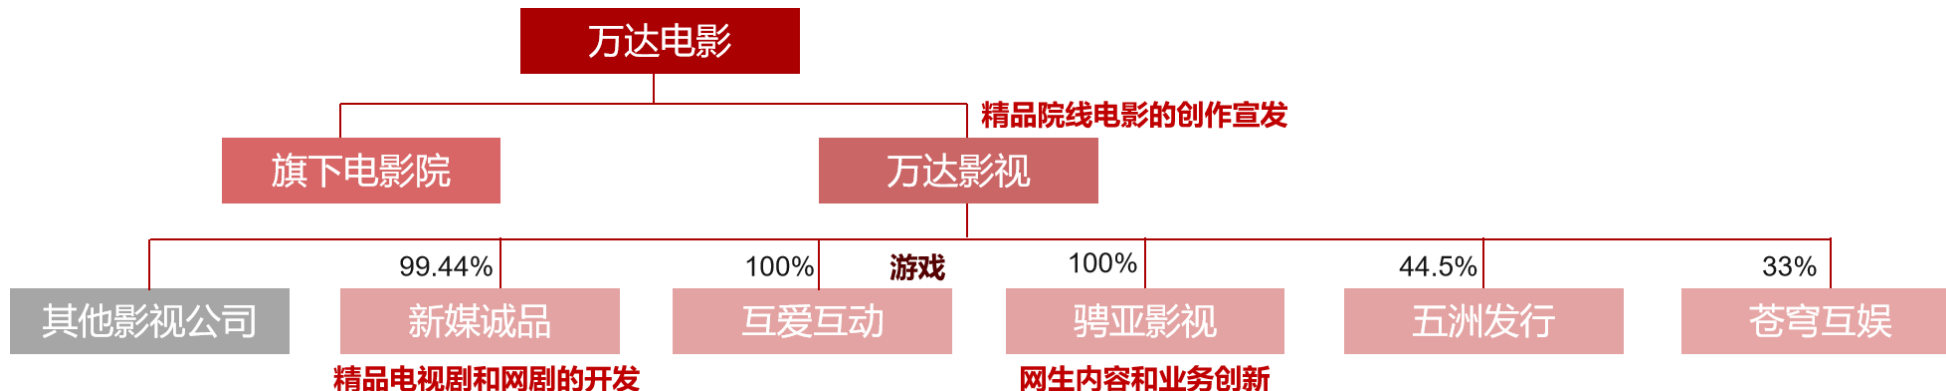 万达电影
精品院线电影的创作宣发
旗下电影院
万达影视
99.44%
100%
游戏
100%
44.5%
33%
其他影视公司
新媒诚品
互爱互动
骋亚影视
五洲发行
苍穹互娱
精品电视剧和网剧的开发
网生内容和业务创新